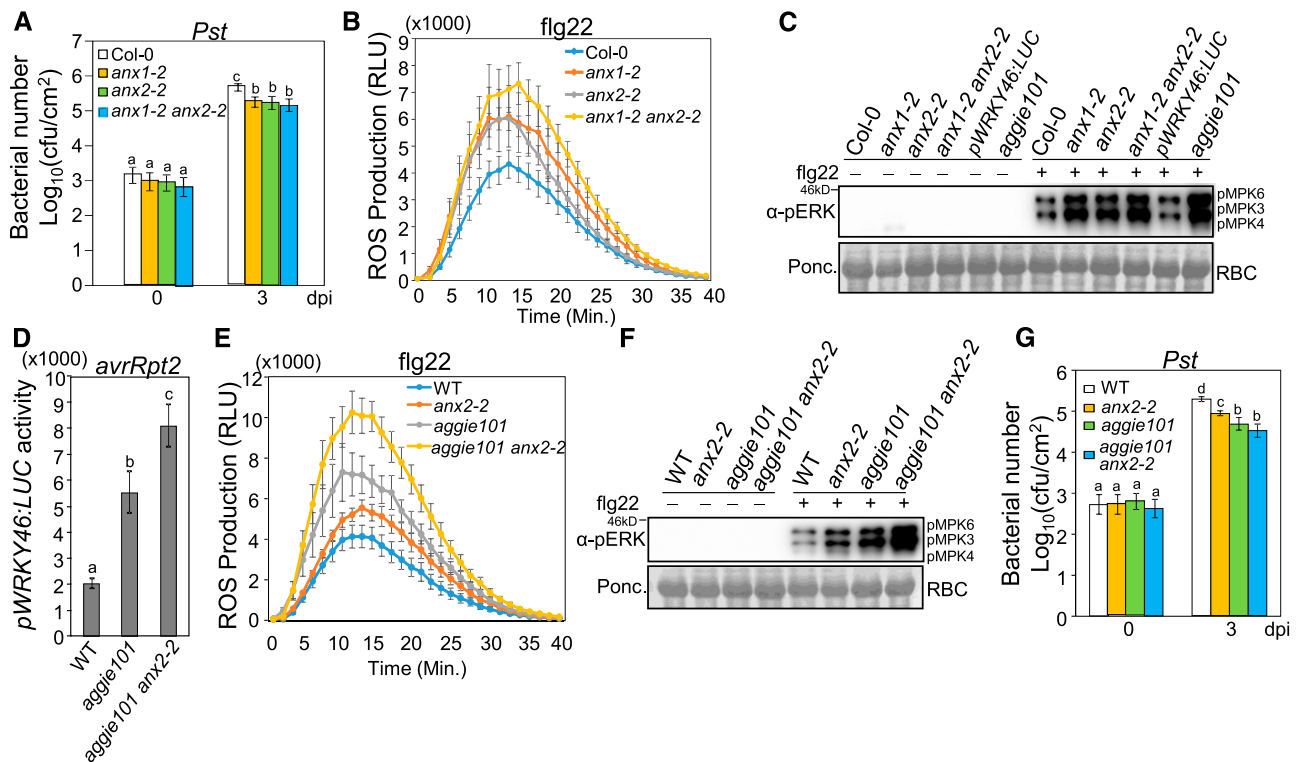 A
Pst
Bacterial number
Log10(cfu/cm2)
7
6
5
4
3
2
1
0
Col-0
anx1-2
anx2-2
anx1-2 anx2-2
a a a a
c b b b
0 3 dpi
B
(x1000)
flg22
ROS Production (RLU)
9
8
7
6
5
4
3
2
1
0
Col-0
anx1-2
anx2-2
anx1-2 anx2-2
0 5 10 15 20 25 30 35 40
Time (Min.)
C
Col-0
anx1-2
anx2-2
anx1-2 anx2-2
pWRKY46:LUC
aggie101
Col-0
anx1-2
anx2-2
anx1-2 anx2-2
pWRKY46:LUC
aggie101
flg22 – – – – – – + + + + + +
46kD
α-pERK
pMPK6
pMPK3
pMPK4
Ponc.
RBC
D
(x1000)
avrRpt2
pWRKY46:LUC activity
10
9
8
7
6
5
4
3
2
1
0
a
b
c
WT
aggie101
aggie101 anx2-2
E
(x1000)
flg22
ROS Production (RLU)
12
10
8
6
4
2
0
WT
anx2-2
aggie101
aggie101 anx2-2
0 5 10 15 20 25 30 35 40
Time (Min.)
F
WT
anx2-2
aggie101
aggie101 anx2-2
WT
anx2-2
aggie101
aggie101 anx2-2
flg22 – – – – + + + +
46kD
α-pERK
pMPK6
pMPK3
pMPK4
Ponc.
RBC
G
Pst
Bacterial number
Log10(cfu/cm2)
6
5
4
3
2
1
0
WT
anx2-2
aggie101
aggie101
anx2-2
a a a a
d c b b
0 3 dpi